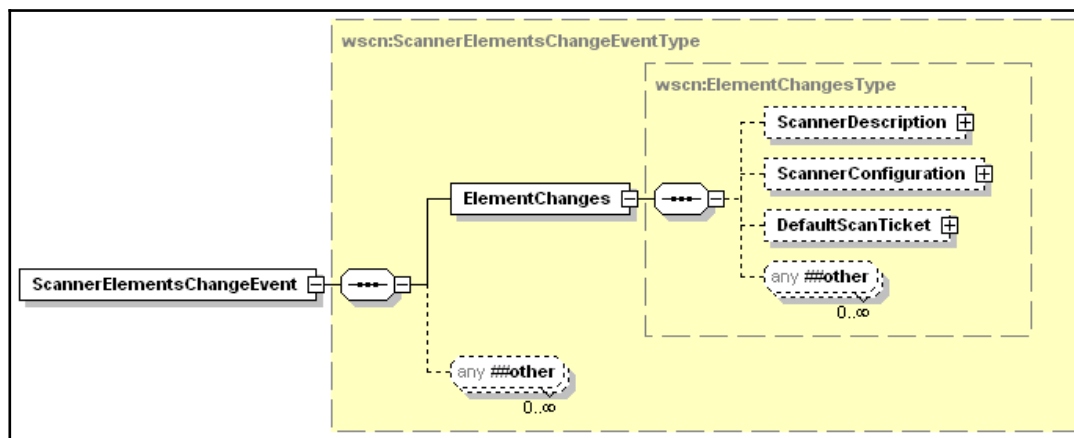 wscn:ScannerElementsChangeEventType
wscn:ElementChangesType
ScannerDescription
ScannerConfiguration
ElementChanges
DefaultScanTicket
any ##other
0..∞
ScannerElementsChangeEvent
any ##other
0..∞